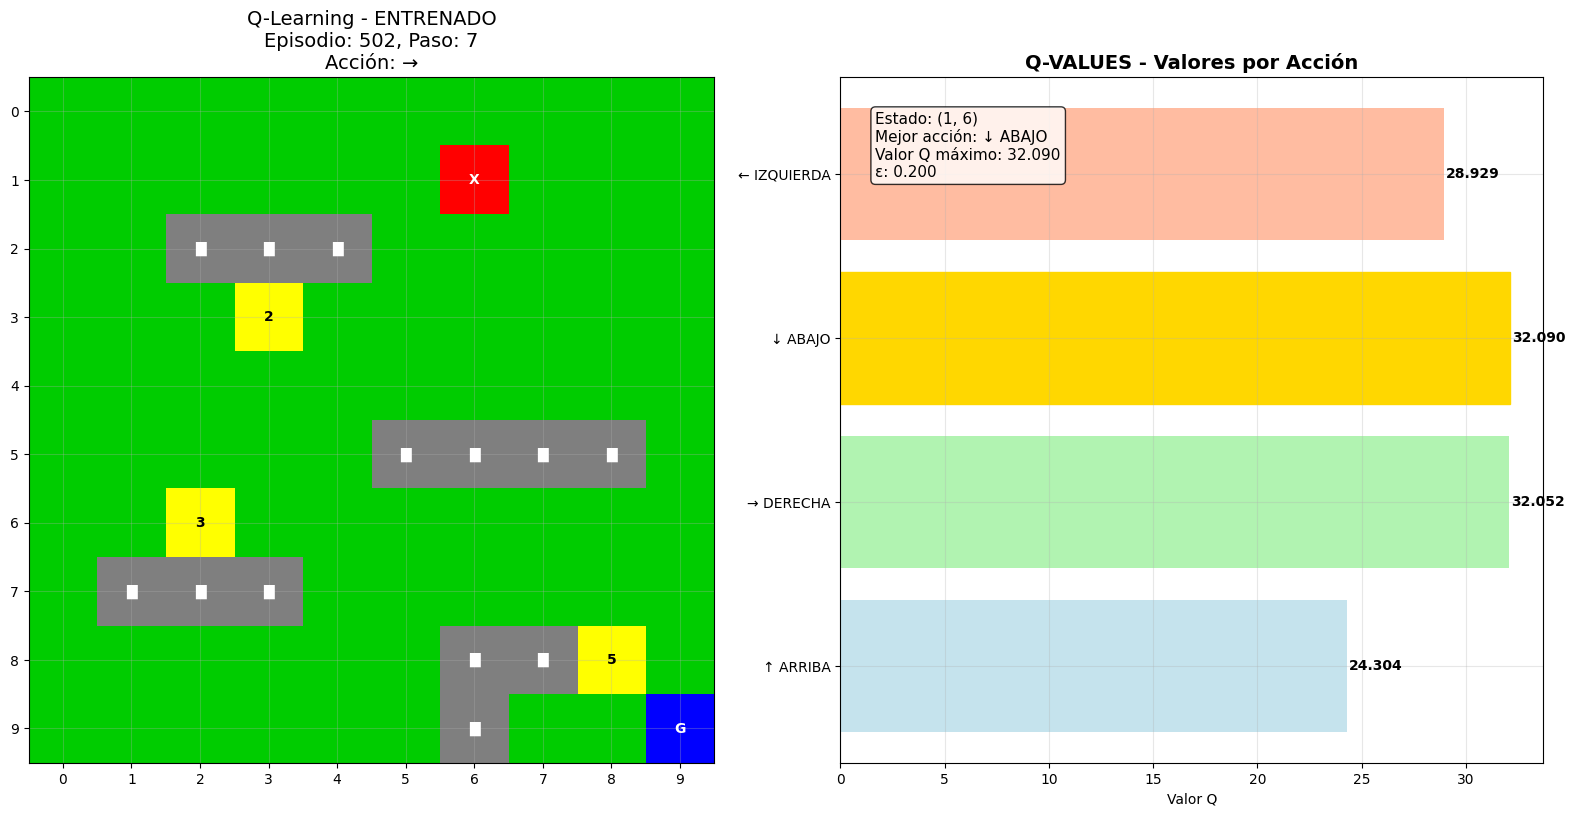 Q-Learning - ENTRENADO
Episodio: 502, Paso: 7
Acción: →
0
1
2
3
4
5
6
7
8
9
X
2
3
5
G
0 1 2 3 4 5 6 7 8 9
Q-VALUES - Valores por Acción
Estado: (1, 6)
Mejor acción: ↓ ABAJO
Valor Q máximo: 32.090
ε: 0.200
← IZQUIERDA 28.929
↓ ABAJO 32.090
→ DERECHA 32.052
↑ ARRIBA 24.304
0 5 10 15 20 25 30
Valor Q